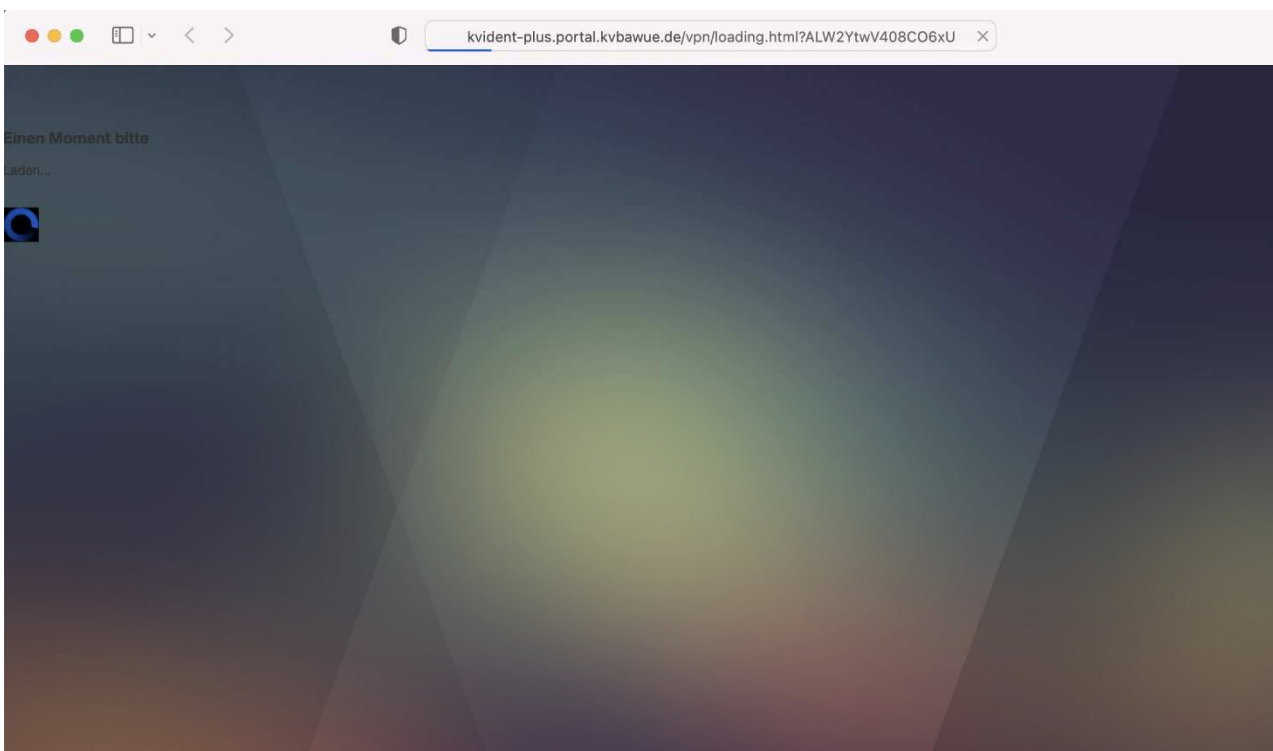 kvident-plus.portal.kvbawue.de/vpn/loading.html?ALW2YtwV408CO6xU
Einen Moment bitte
Laden...